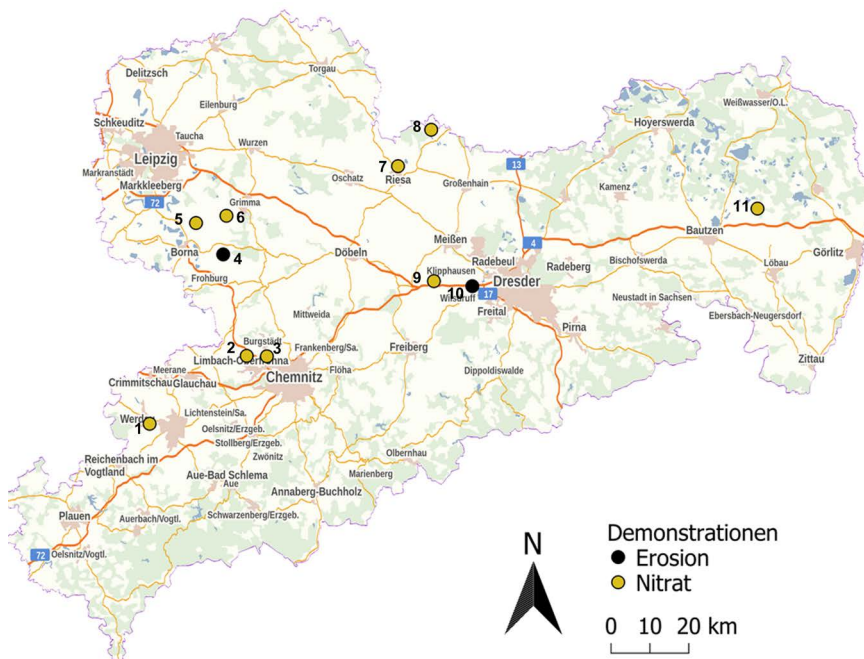 Torgau
Delitzsch
Weißwasser/O.L.
Eilenburg
8
Schkeuditz
Hoyerswerda
Taucha
Wurzen
Leipzig
7
13
Markranstädt
Riesa
Oschatz
Großenhain
Markkleeberg
Kamenz
72
Grimma
11
5
6
Bautzen
Meißen
4
Borna
4
Döbeln
Radebeul
Görlitz
Klipphausen
Radeberg
Bischofswerda
Löbau
Frohburg
9
Dresden
10
Wilsdruff
17
Neustadt in Sachsen
Freital
Ebersbach-Neugersdorf
Mittweida
Pirna
Burgstädt
2
3
Frankenberg/Sa.
Freiberg
Limbach-Oberfrohna
Zittau
Meerane
Flöha
Dippoldiswalde
Chemnitz
Crimmitschau
Glauchau
Lichtenstein/Sa.
Werdau
1
Oelsnitz/Erzgeb.
Stollberg/Erzgeb.
Olbernhau
Reichenbach im
Vogtland
Zwönitz
Marienberg
Aue-Bad Schlema
Aue
Annaberg-Buchholz
Plauen
Auerbach/Vogtl.
Schwarzenberg/Erzgeb.
72
Oelsnitz/Vogtl.
N
Demonstrationen
Erosion
Nitrat
0 10 20 km